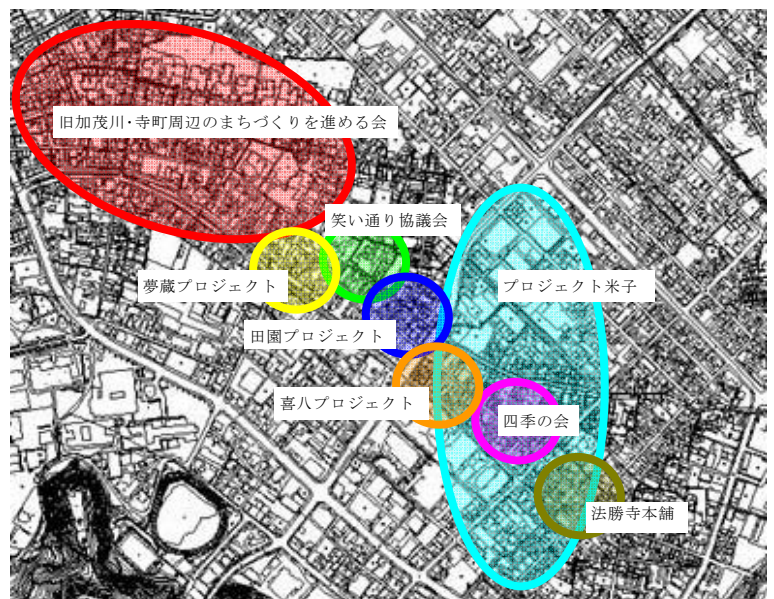 旧加茂川・寺町周辺のまちづくりを進める会
笑い通り協議会
夢蔵プロジェクト
プロジェクト米子
田園プロジェクト
喜八プロジェクト
四季の会
法勝寺本舗